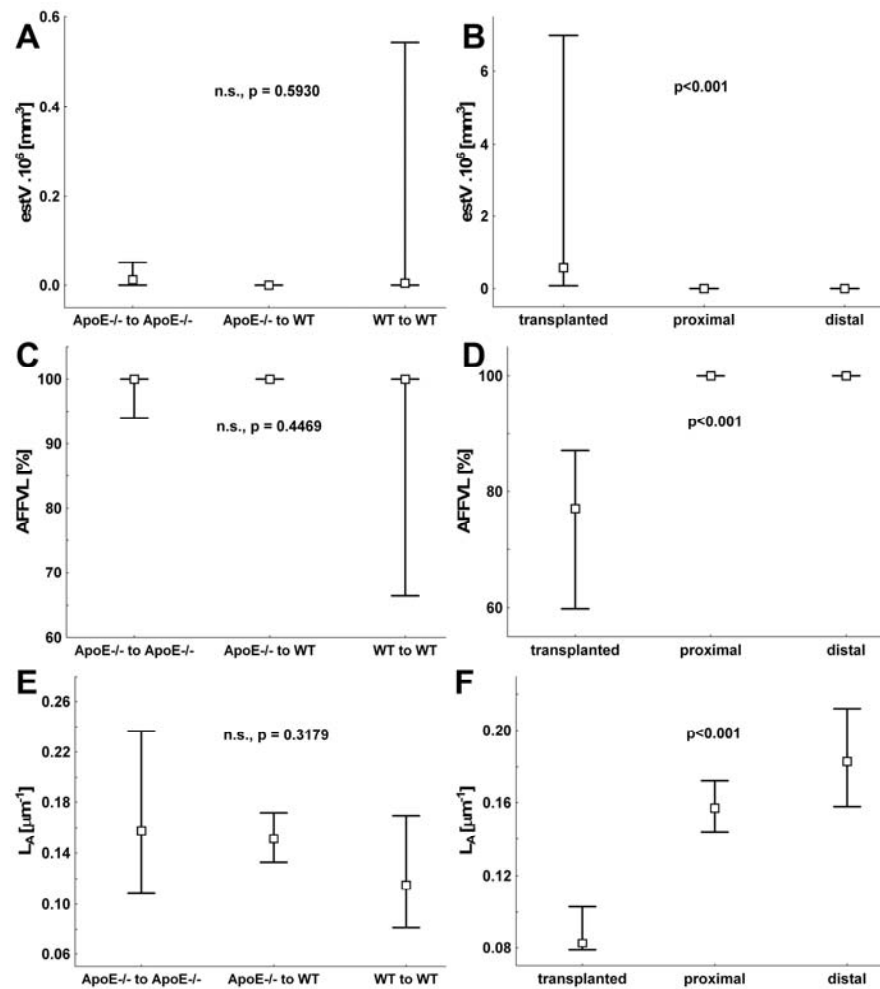 A
estV .10⁶ [mm³]
0.6
0.4
0.2
0.0
n.s., p = 0.5930
ApoE-/- to ApoE-/-
ApoE-/- to WT
WT to WT
B
estV .10⁶ [mm³]
6
4
2
0
p<0.001
transplanted
proximal
distal
C
AFFVL [%]
100
90
80
70
60
n.s., p = 0.4469
ApoE-/- to ApoE-/-
ApoE-/- to WT
WT to WT
D
AFFVL [%]
100
80
60
p<0.001
transplanted
proximal
distal
E
L_A [µm⁻¹]
0.26
0.22
0.18
0.14
0.10
0.06
n.s., p = 0.3179
ApoE-/- to ApoE-/-
ApoE-/- to WT
WT to WT
F
L_A [µm⁻¹]
0.20
0.16
0.12
0.08
p<0.001
transplanted
proximal
distal